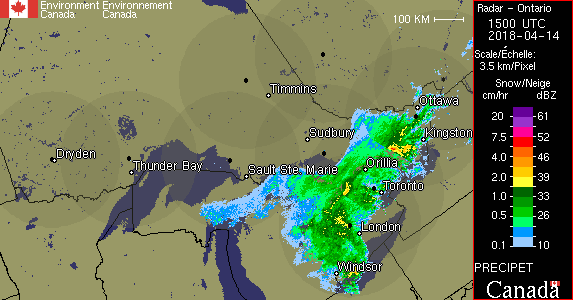 Environment Environnement
Canada Canada
100 KM
Timmins
Ottawa
Sudbury
Kingston
Dryden
Thunder Bay
Sault Ste. Marie
Orillia
Toronto
London
Windsor
Radar - Ontario
1500 UTC
2018-04-14
Scale/Échelle:
3.5 km/Pixel
Snow/Neige
cm/hr dBZ
20 61
7.5 52
4.0 46
2.0 39
1.0 33
0.5 26
0.1 10
PRECIPET
Canada